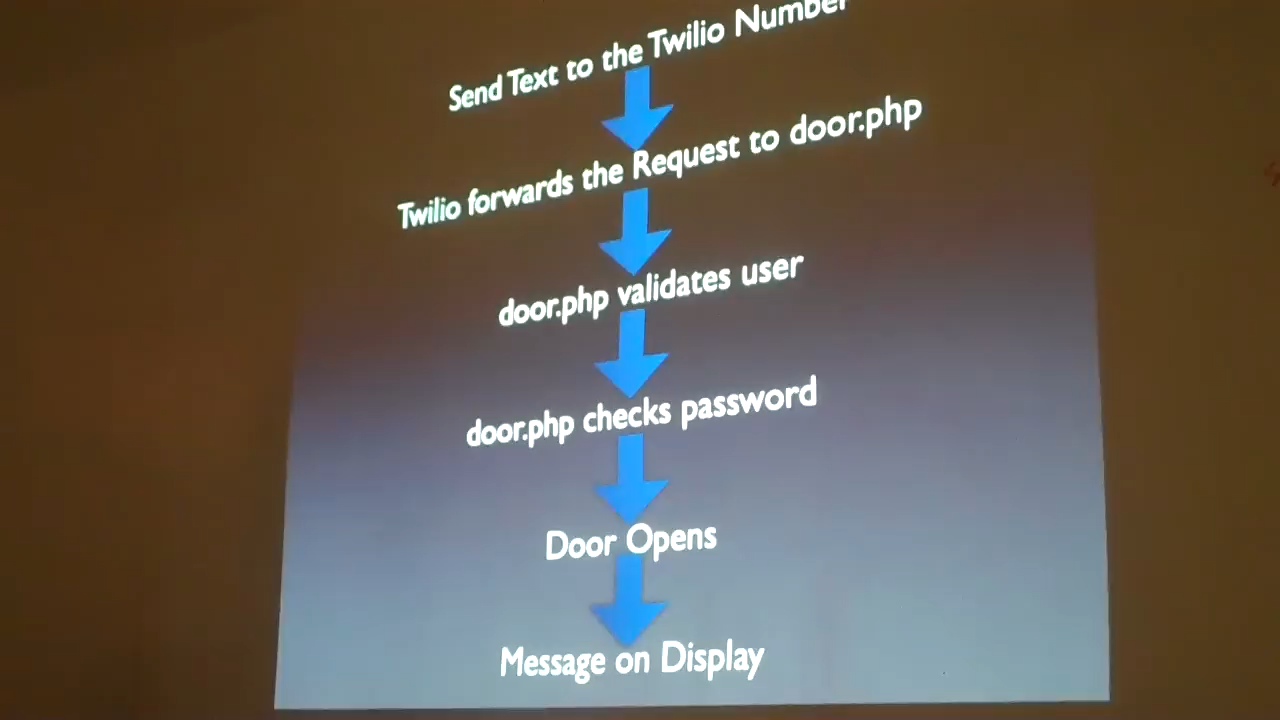 Send Text to the Twilio Number
Twilio forwards the Request to door.php
door.php validates user
door.php checks password
Door Opens
Message on Display